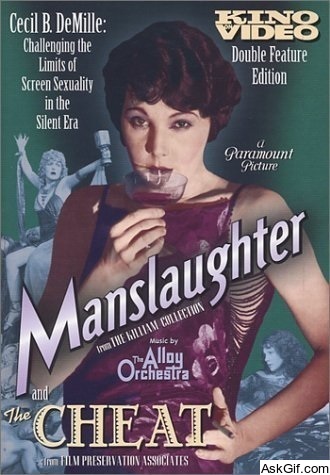 Cecil B. DeMille:
Challenging the
Limits of
Screen Sexuality
in the
Silent Era
KINO
ON
VIDEO
Double Feature
Edition
a
Paramount
Picture
Manslaughter
from THE KILLIAM COLLECTION
Music by
The Alloy
Orchestra
and
The CHEAT
from FILM PRESERVATION ASSOCIATES
AskGif.com